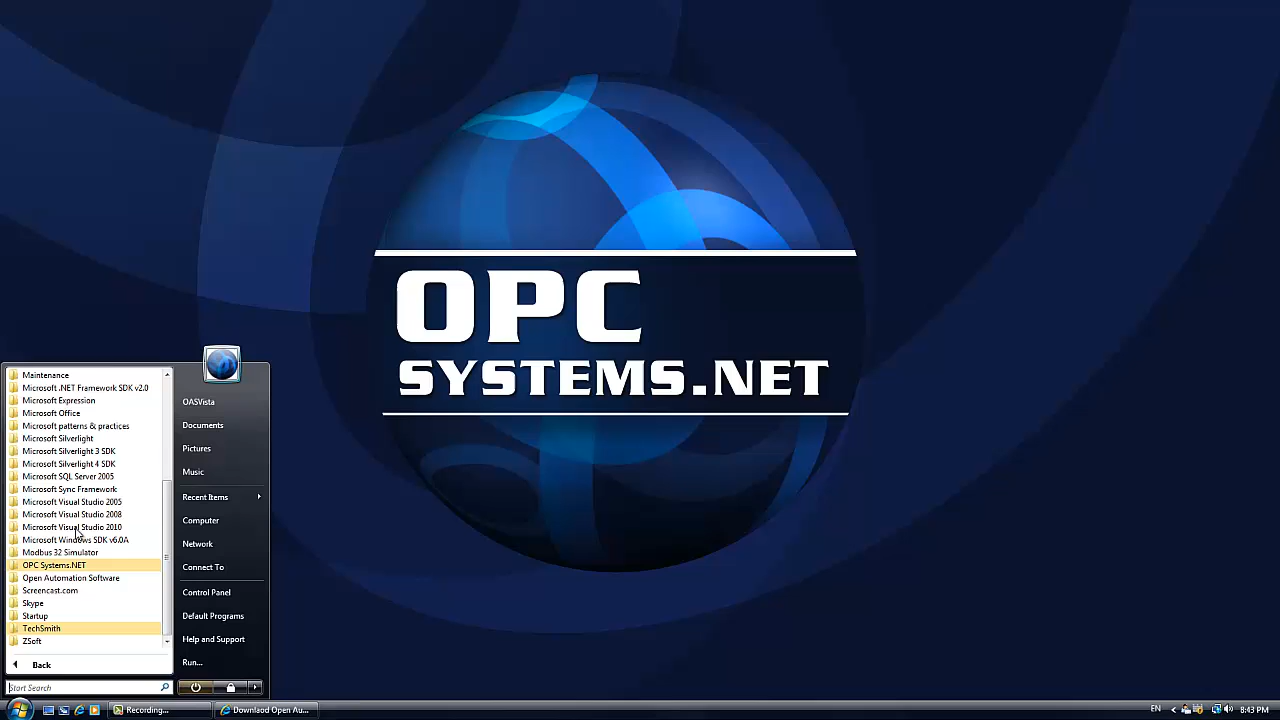 OPC
SYSTEMS.NET
Maintenance
Microsoft .NET Framework SDK v2.0
Microsoft Expression
Microsoft Office
Microsoft patterns & practices
Microsoft Silverlight
Microsoft Silverlight 3 SDK
Microsoft Silverlight 4 SDK
Microsoft SQL Server 2005
Microsoft Sync Framework
Microsoft Visual Studio 2005
Microsoft Visual Studio 2008
Microsoft Visual Studio 2010
Microsoft Windows SDK v6.0A
Modbus 32 Simulator
OPC Systems.NET
Open Automation Software
Screencast.com
Skype
Startup
TechSmith
ZSoft
Back
Start Search
OASVista
Documents
Pictures
Music
Recent Items
Computer
Network
Connect To
Control Panel
Default Programs
Help and Support
Run...
Recording...
Downlaod Open Au...
EN
8:43 PM